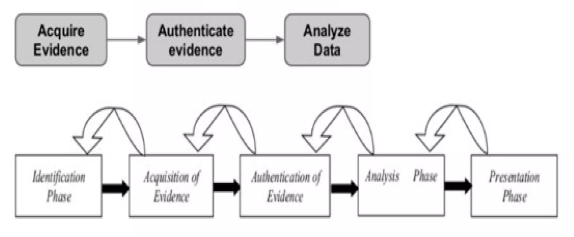 Acquire
Evidence
Authenticate
evidence
Analyze
Data
Identification
Phase
Acquisition of
Evidence
Authentication of
Evidence
Analysis Phase
Presentation
Phase